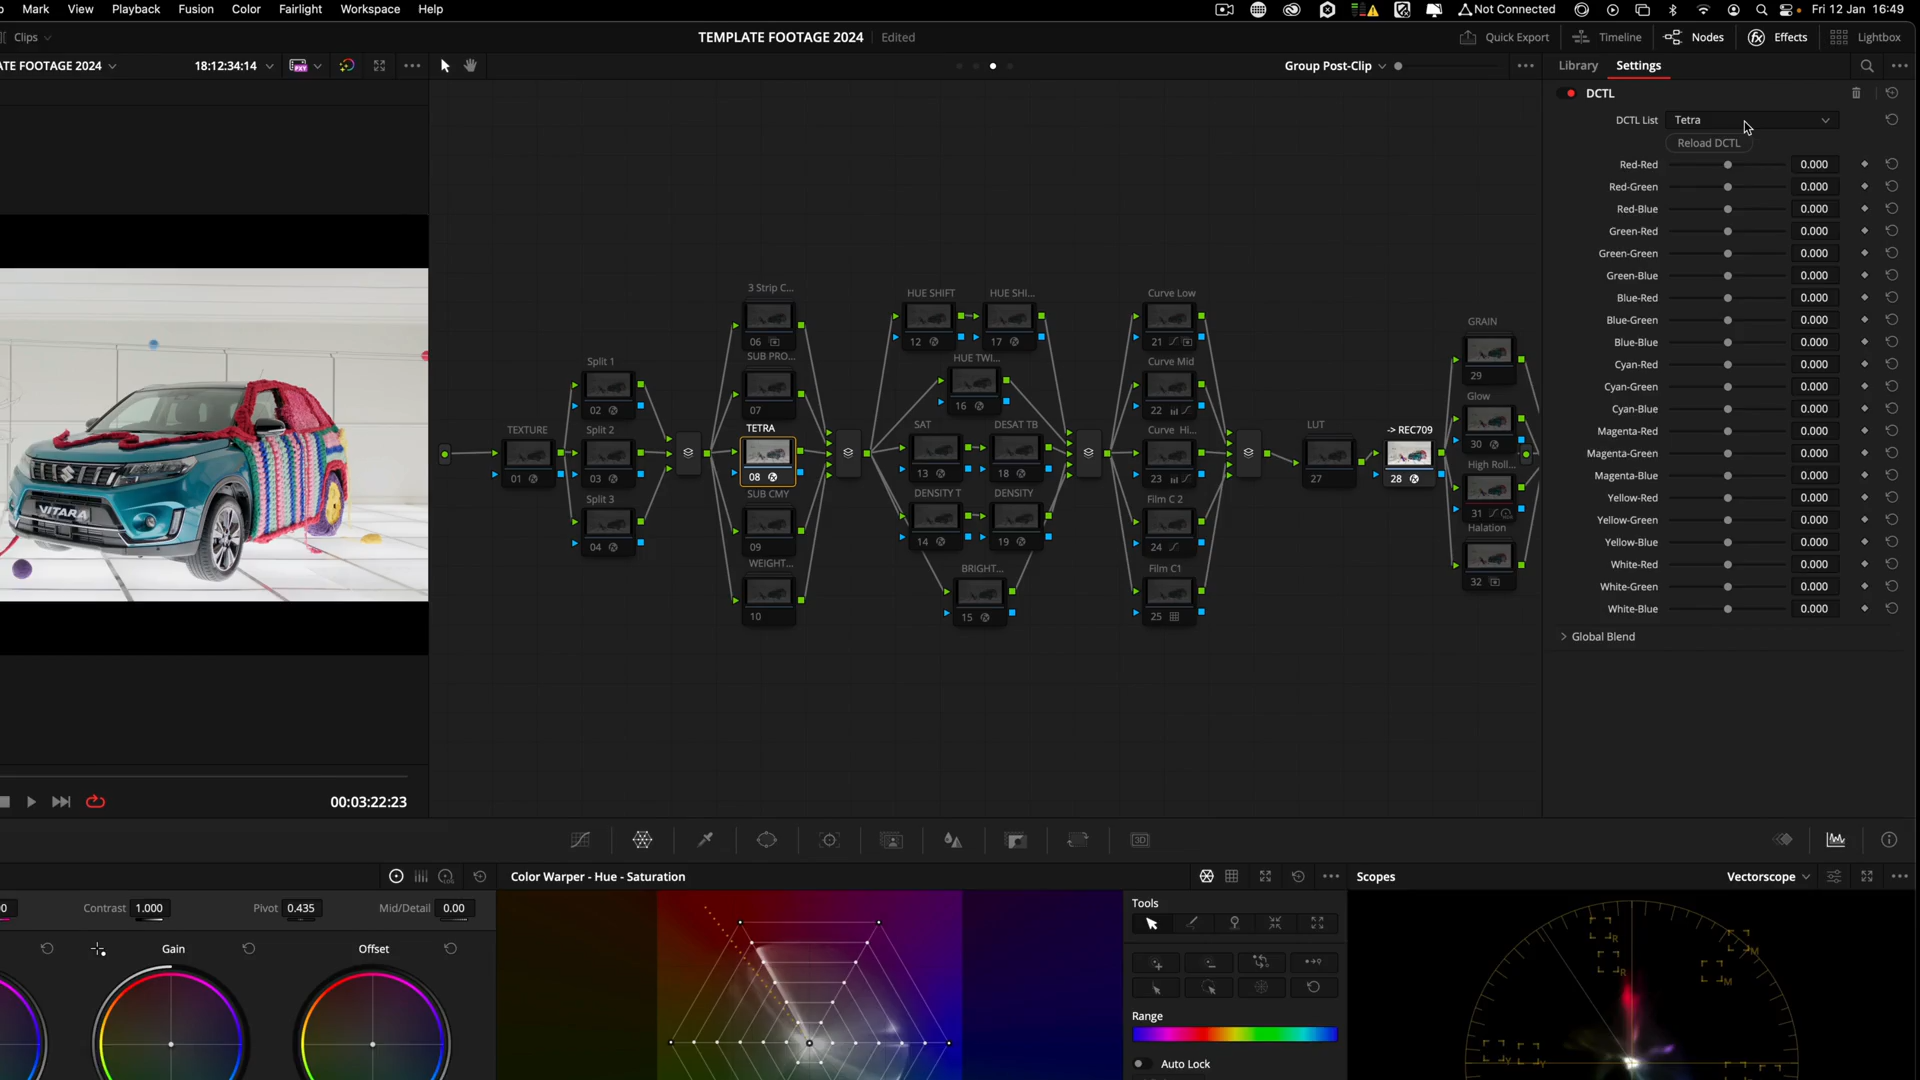 Mark View Playback Fusion Color Fairlight Workspace Help
Not Connected Fri 12 Jan 16:49
Clips
TEMPLATE FOOTAGE 2024 Edited
Quick Export Timeline Nodes Effects Lightbox
TE FOOTAGE 2024 18:12:34:14
Group Post-Clip
Library Settings
DCTL
DCTL List Tetra
Reload DCTL
Red-Red 0.000
Red-Green 0.000
Red-Blue 0.000
Green-Red 0.000
Green-Green 0.000
Green-Blue 0.000
Blue-Red 0.000
Blue-Green 0.000
Blue-Blue 0.000
Cyan-Red 0.000
Cyan-Green 0.000
Cyan-Blue 0.000
Magenta-Red 0.000
Magenta-Green 0.000
Magenta-Blue 0.000
Yellow-Red 0.000
Yellow-Green 0.000
Yellow-Blue 0.000
White-Red 0.000
White-Green 0.000
White-Blue 0.000
Global Blend
VITARA
TEXTURE
01
Split 1
02
Split 2
03
Split 3
04
3 Strip C...
06
SUB PRO...
07
TETRA
08
SUB CMY
09
WEIGHT...
10
HUE SHIFT
12
HUE SHI...
17
HUE TWI...
16
SAT
13
DESAT TB
18
DENSITY T
14
DENSITY
19
BRIGHT...
15
Curve Low
21
Curve Mid
22
Curve Hi...
23
Film C 2
24
Film C1
25
LUT
27
-> REC709
28
GRAIN
29
Glow
30
High Roll...
31
Halation
32
00:03:22:23
3D
Contrast 1.000 Pivot 0.435 Mid/Detail 0.00
Gain Offset
Color Warper - Hue - Saturation
Tools
Range
Auto Lock
Scopes Vectorscope
R
M
R
M
Y
Y